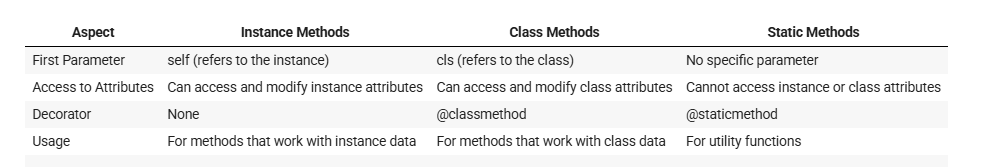 Aspect Instance Methods Class Methods Static Methods
First Parameter self (refers to the instance) cls (refers to the class) No specific parameter
Access to Attributes Can access and modify instance attributes Can access and modify class attributes Cannot access instance or class attributes
Decorator None @classmethod @staticmethod
Usage For methods that work with instance data For methods that work with class data For utility functions